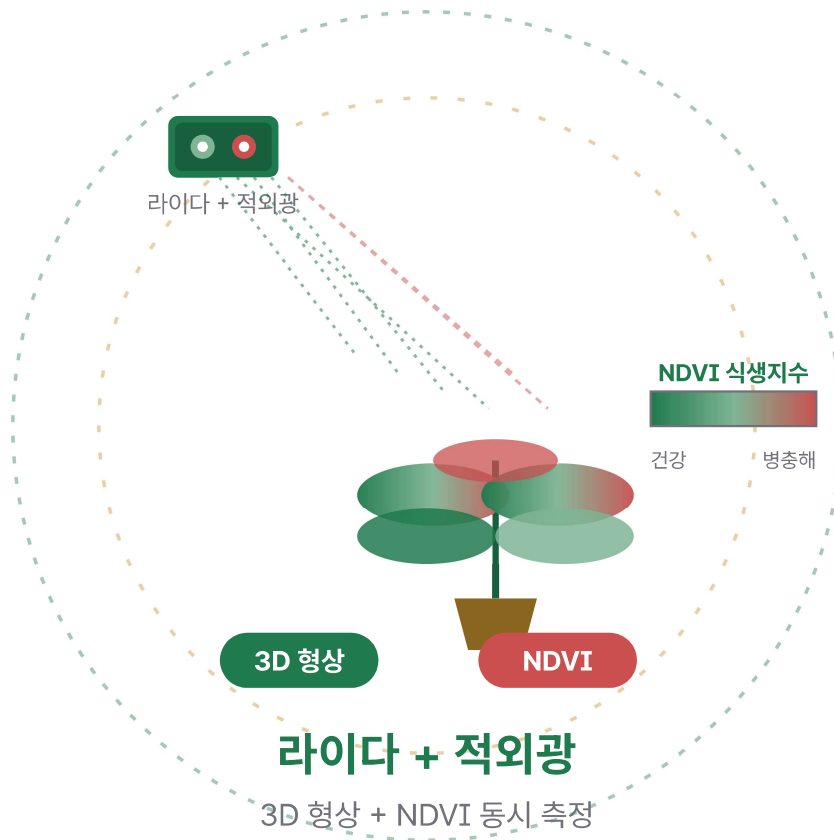 라이다 + 적외광
NDVI 식생지수
건강
병충해
3D 형상
NDVI
라이다 + 적외광
3D 형상 + NDVI 동시 측정